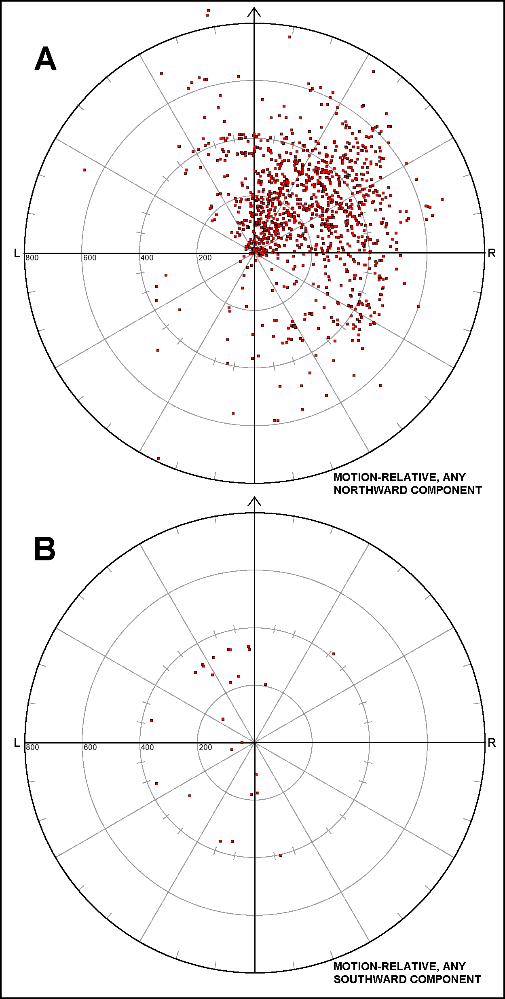 A
L
800
600
400
200
R
MOTION-RELATIVE, ANY
NORTHWARD COMPONENT
B
L
800
600
400
200
R
MOTION-RELATIVE, ANY
SOUTHWARD COMPONENT